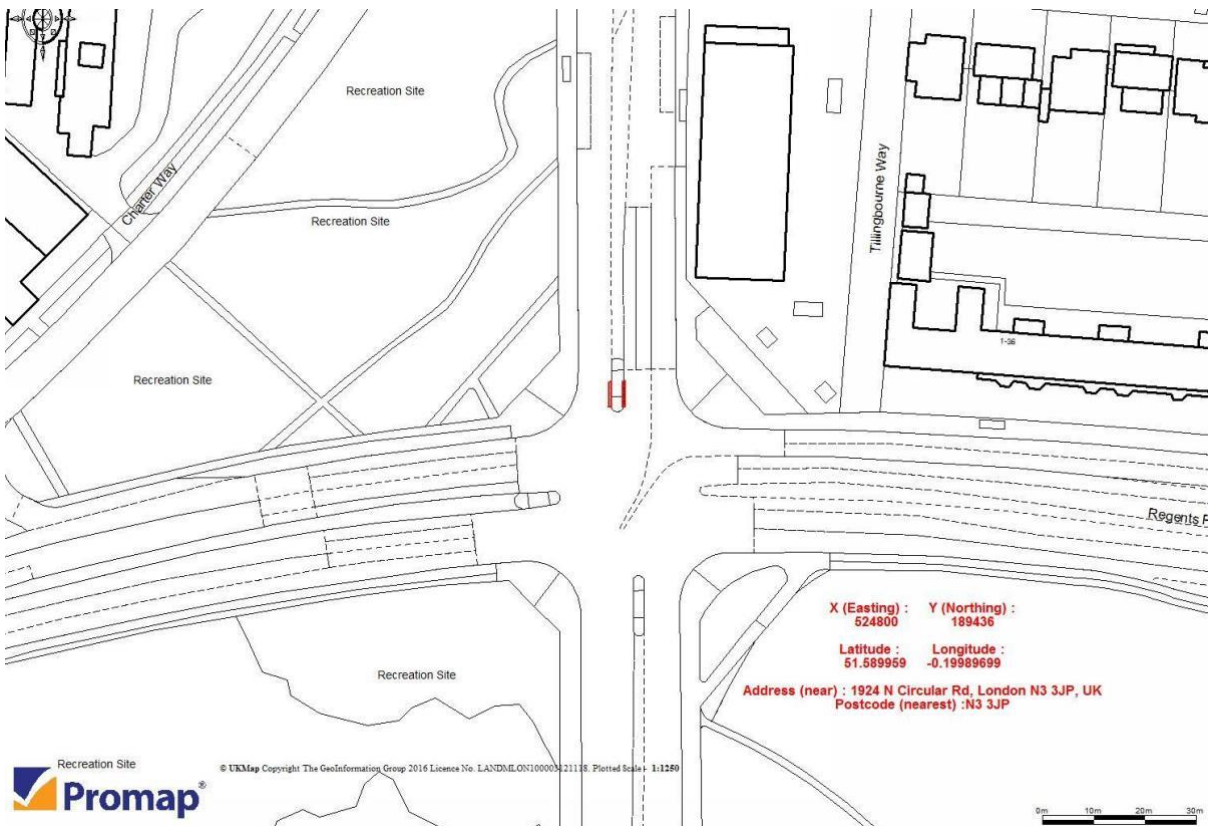 Recreation Site
Charter Way
Recreation Site
Tillingbourne Way
1-36
Recreation Site
Regents
X (Easting) : Y (Northing) :
524800 189436
Latitude : Longitude :
51.589959 -0.19989699
Address (near) : 1924 N Circular Rd, London N3 3JP, UK
Postcode (nearest) :N3 3JP
Recreation Site
Recreation Site
© UKMap Copyright The GeoInformation Group 2016 Licence No. Plotted Scale - 1:1250
Promap®
0m 10m 20m 30m